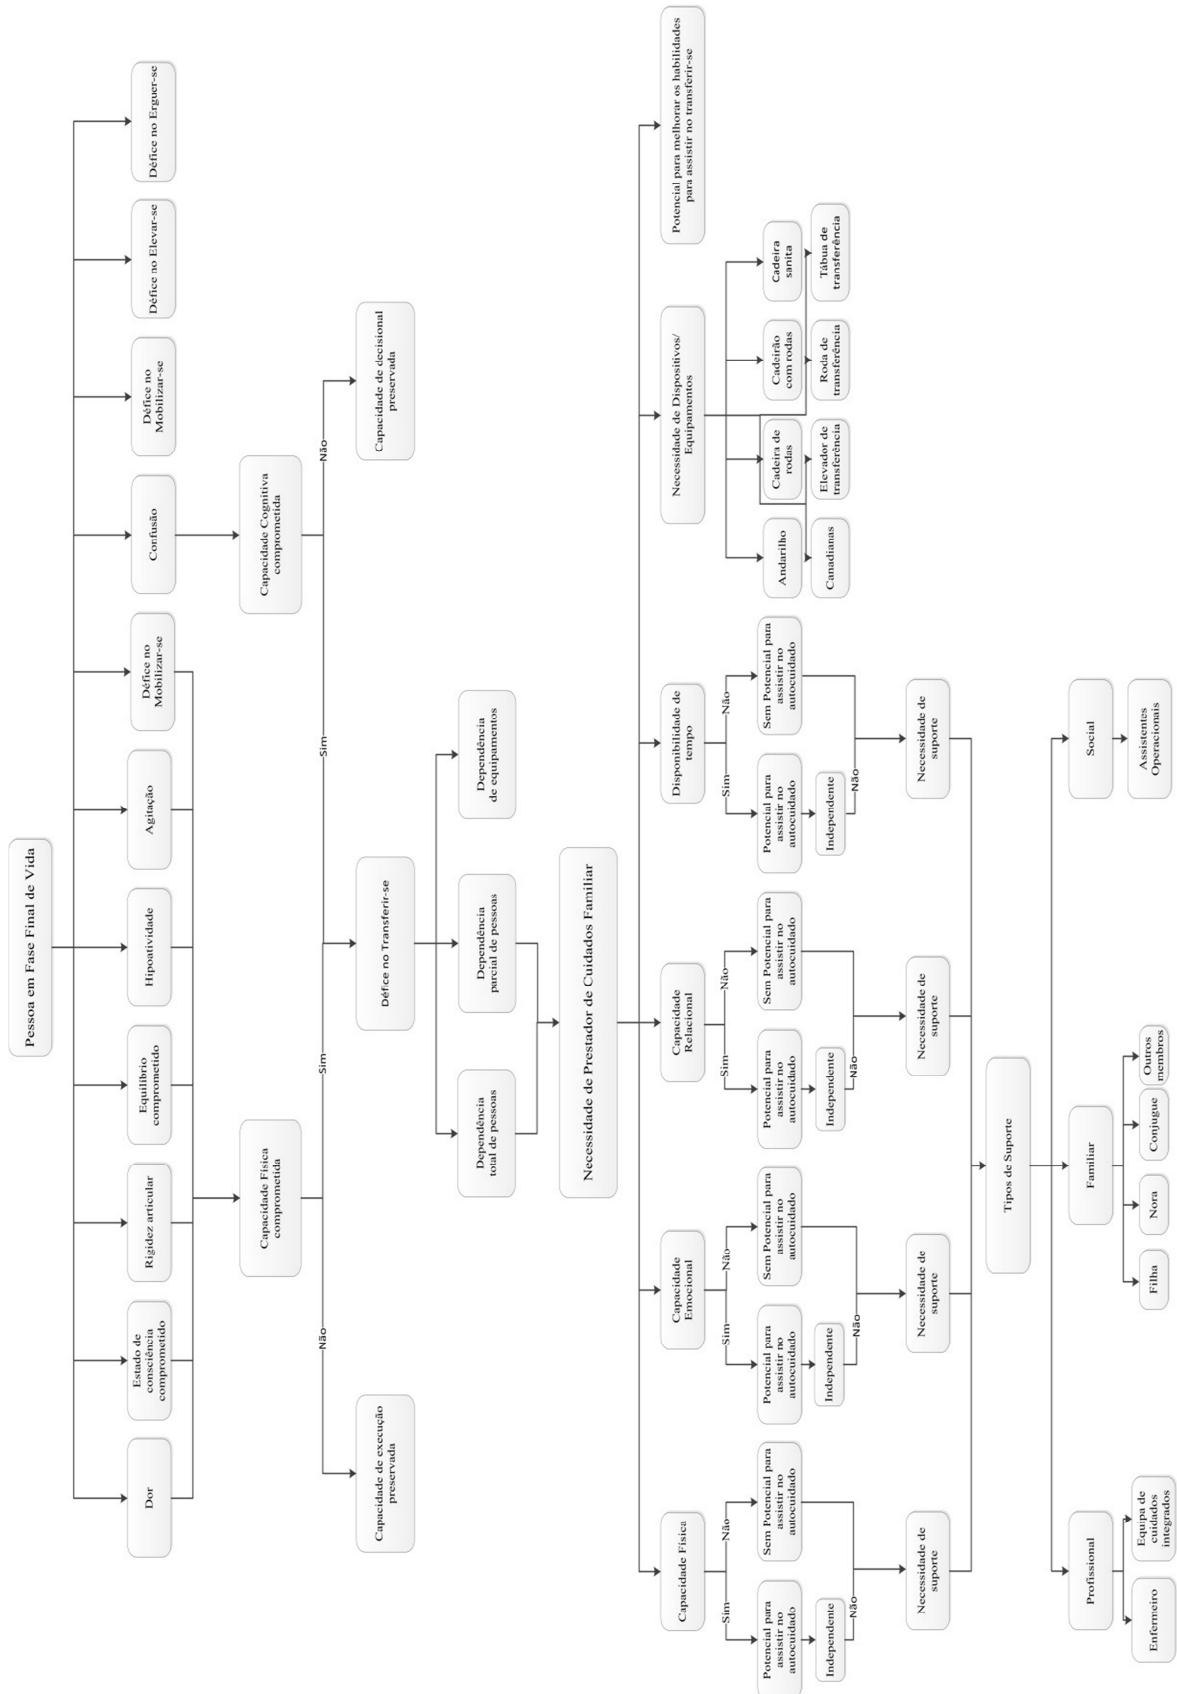 Pessoa em Fase Final de Vida
Dor
Estado de
consciência
comprometido
Rigidez articular
Equilíbrio
comprometido
Hipoatividade
Agitação
Défice no
Mobilizar-se
Confusão
Défice no
Mobilizar-se
Défice no Elevar-se
Défice no Erguer-se
Capacidade Física
comprometida
Capacidade Cognitiva
comprometida
Não
Sim
Sim
Não
Capacidade de execução
preservada
Défice no Transferir-se
Capacidade de decisional
preservada
Dependência
total de pessoas
Dependência
parcial de pessoas
Dependência
de equipamentos
Necessidade de Prestador de Cuidados Familiar
Capacidade Física
Capacidade
Emocional
Capacidade
Relacional
Disponibilidade de
tempo
Necessidade de Dispositivos/
Equipamentos
Potencial para melhorar os habilidades
para assistir no transferir-se
Sim
Não
Sim
Não
Sim
Não
Sim
Não
Potencial para
assistir no
autocuidado
Sem Potencial para
assistir no
autocuidado
Potencial para
assistir no
autocuidado
Sem Potencial para
assistir no
autocuidado
Potencial para
assistir no
autocuidado
Sem Potencial para
assistir no
autocuidado
Potencial para
assistir no
autocuidado
Sem Potencial para
assistir no
autocuidado
Andarilho
Cadeira de
rodas
Cadeirão
com rodas
Cadeira
sanita
Canadianas
Elevador de
transferência
Roda de
transferência
Tábua de
transferência
Independente
Independente
Independente
Independente
Não
Não
Não
Não
Necessidade de
suporte
Necessidade de
suporte
Necessidade de
suporte
Necessidade de
suporte
Tipos de Suporte
Profissional
Familiar
Social
Enfermeiro
Equipa de
cuidados
integrados
Filha
Nora
Conjugue
Outros
membros
Assistentes
Operacionais